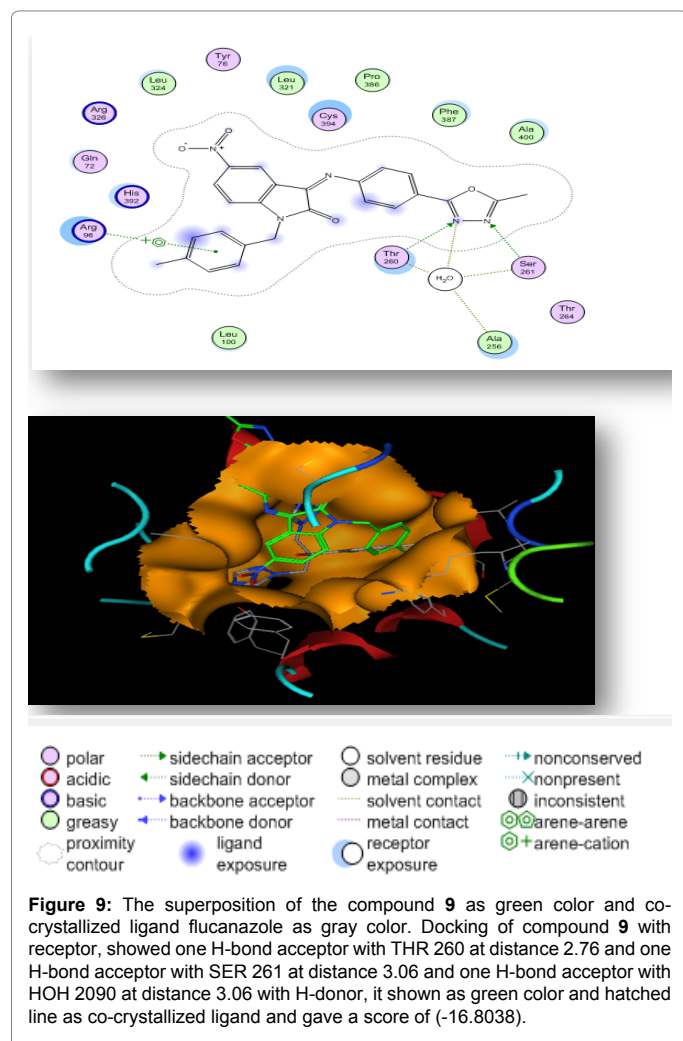 Tyr
76
Leu
324
Leu
321
Pro
386
Arg
326
Cys
394
Phe
387
Ala
400
Gln
72
His
392
Arg
96
Thr
260
H₂O
Ser
261
Thr
264
Leu
100
Ala
256
O
O-
N+
N
O
N
O
N
N
+
polar
acidic
basic
greasy
proximity
contour
sidechain acceptor
sidechain donor
backbone acceptor
backbone donor
ligand
exposure
solvent residue
metal complex
solvent contact
metal contact
receptor
exposure
nonconserved
nonpresent
inconsistent
arene-arene
arene-cation
Figure 9: The superposition of the compound 9 as green color and co-
crystallized ligand flucanazole as gray color. Docking of compound 9 with
receptor, showed one H-bond acceptor with THR 260 at distance 2.76 and one
H-bond acceptor with SER 261 at distance 3.06 and one H-bond acceptor with
HOH 2090 at distance 3.06 with H-donor, it shown as green color and hatched
line as co-crystallized ligand and gave a score of (-16.8038).